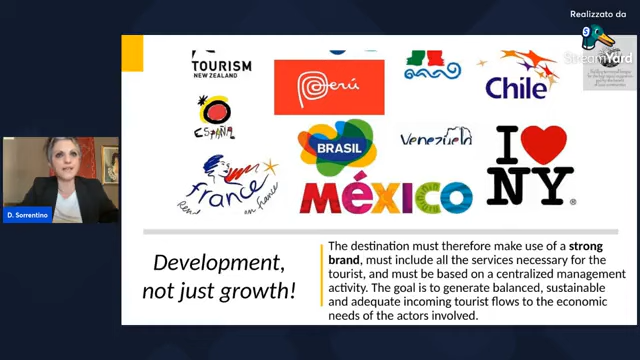 Realizzato da
StreamYard
TOURISM
NEW ZEALAND
Perú
Chile
ESPAÑA
BRASIL
Venezuela
I
NY®
france
en france
MéXICO
D. Sorrentino
Development,
not just growth!
The destination must therefore make use of a strong
brand, must include all the services necessary for the
tourist, and must be based on a centralized management
activity. The goal is to generate balanced, sustainable
and adequate incoming tourist flows to the economic
needs of the actors involved.